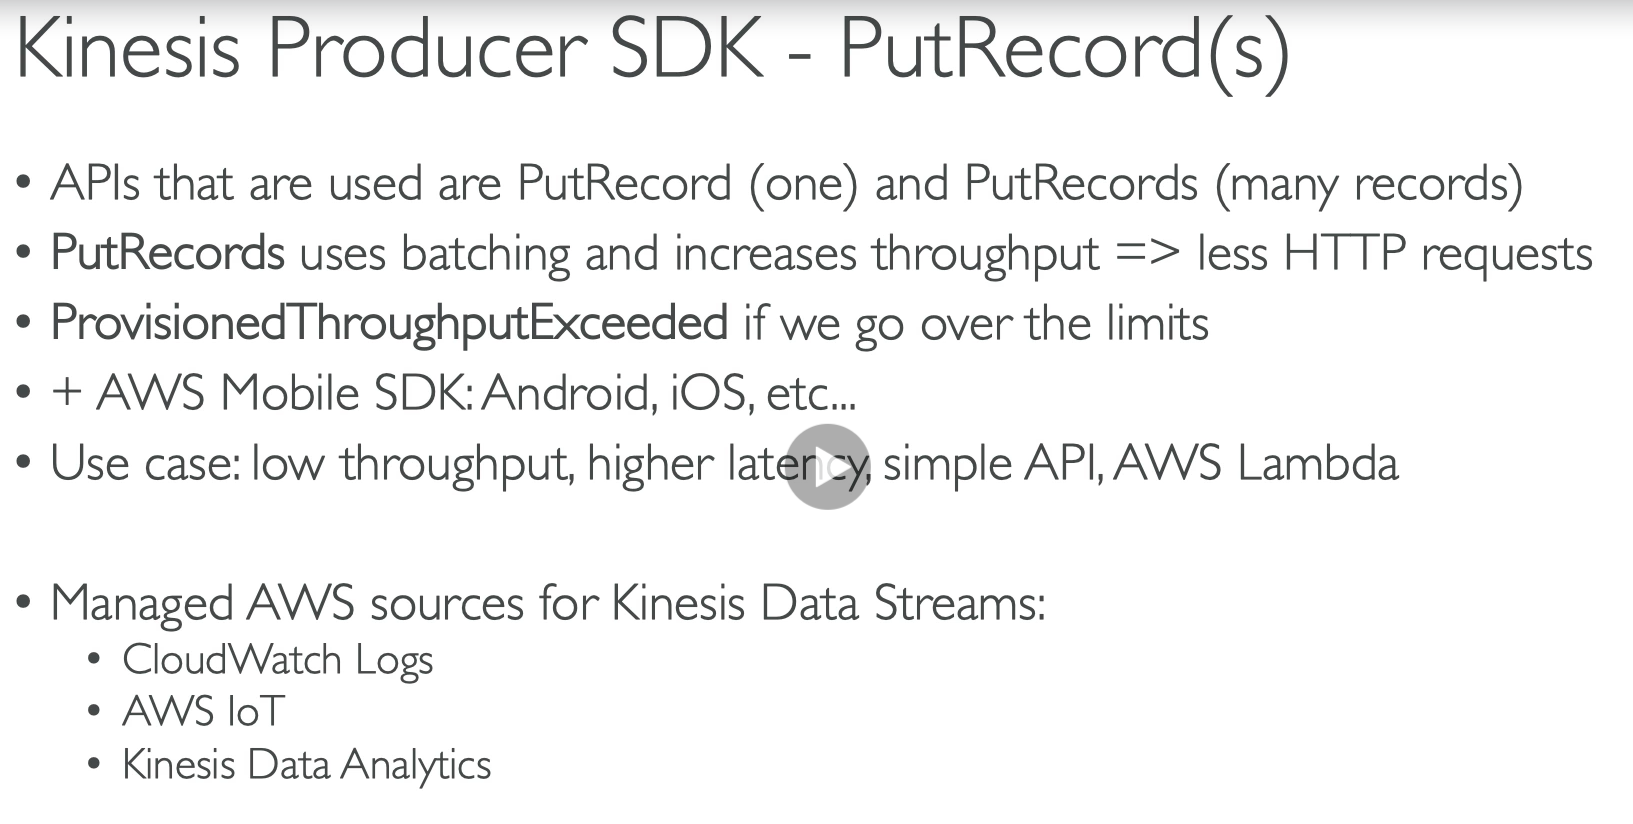 Kinesis Producer SDK - PutRecord(s)
• APIs that are used are PutRecord (one) and PutRecords (many records)
• PutRecords uses batching and increases throughput => less HTTP requests
• ProvisionedThroughputExceeded if we go over the limits
• + AWS Mobile SDK: Android, iOS, etc...
• Use case: low throughput, higher latency, simple API, AWS Lambda
• Managed AWS sources for Kinesis Data Streams:
• CloudWatch Logs
• AWS IoT
• Kinesis Data Analytics